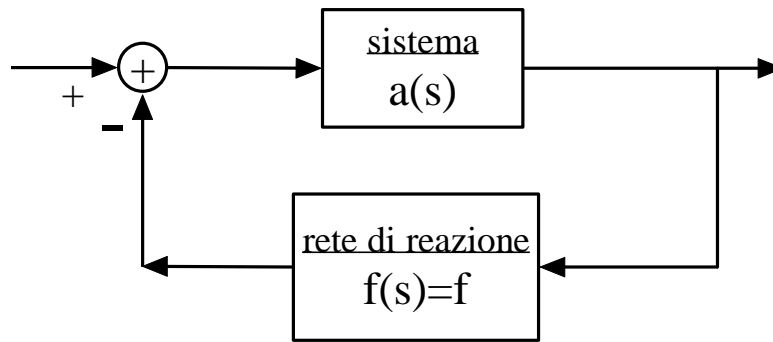 sistema
a(s)
+
+
−
rete di reazione
f(s)=f